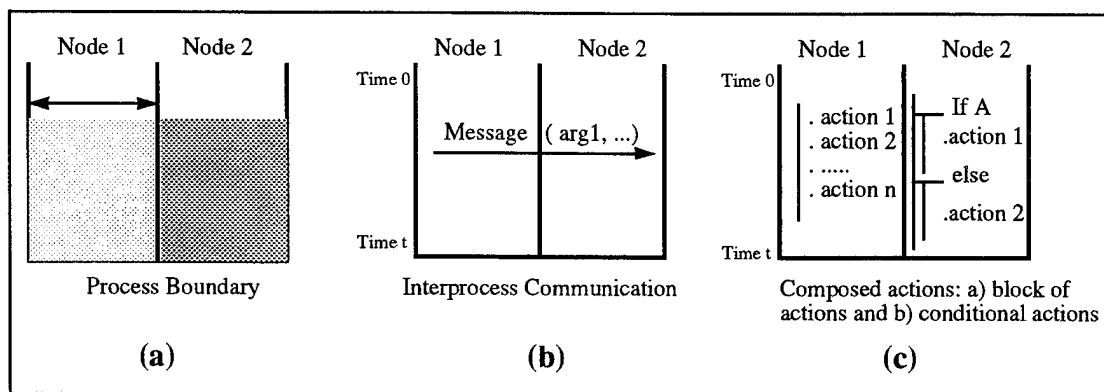 Node 1 Node 2
Process Boundary
(a)
Node 1 Node 2
Time 0
Message ( arg1, ...)
Time t
Interprocess Communication
(b)
Node 1 Node 2
Time 0
. action 1
. action 2
. .....
. action n
If A
.action 1
else
.action 2
Time t
Composed actions: a) block of
actions and b) conditional actions
(c)